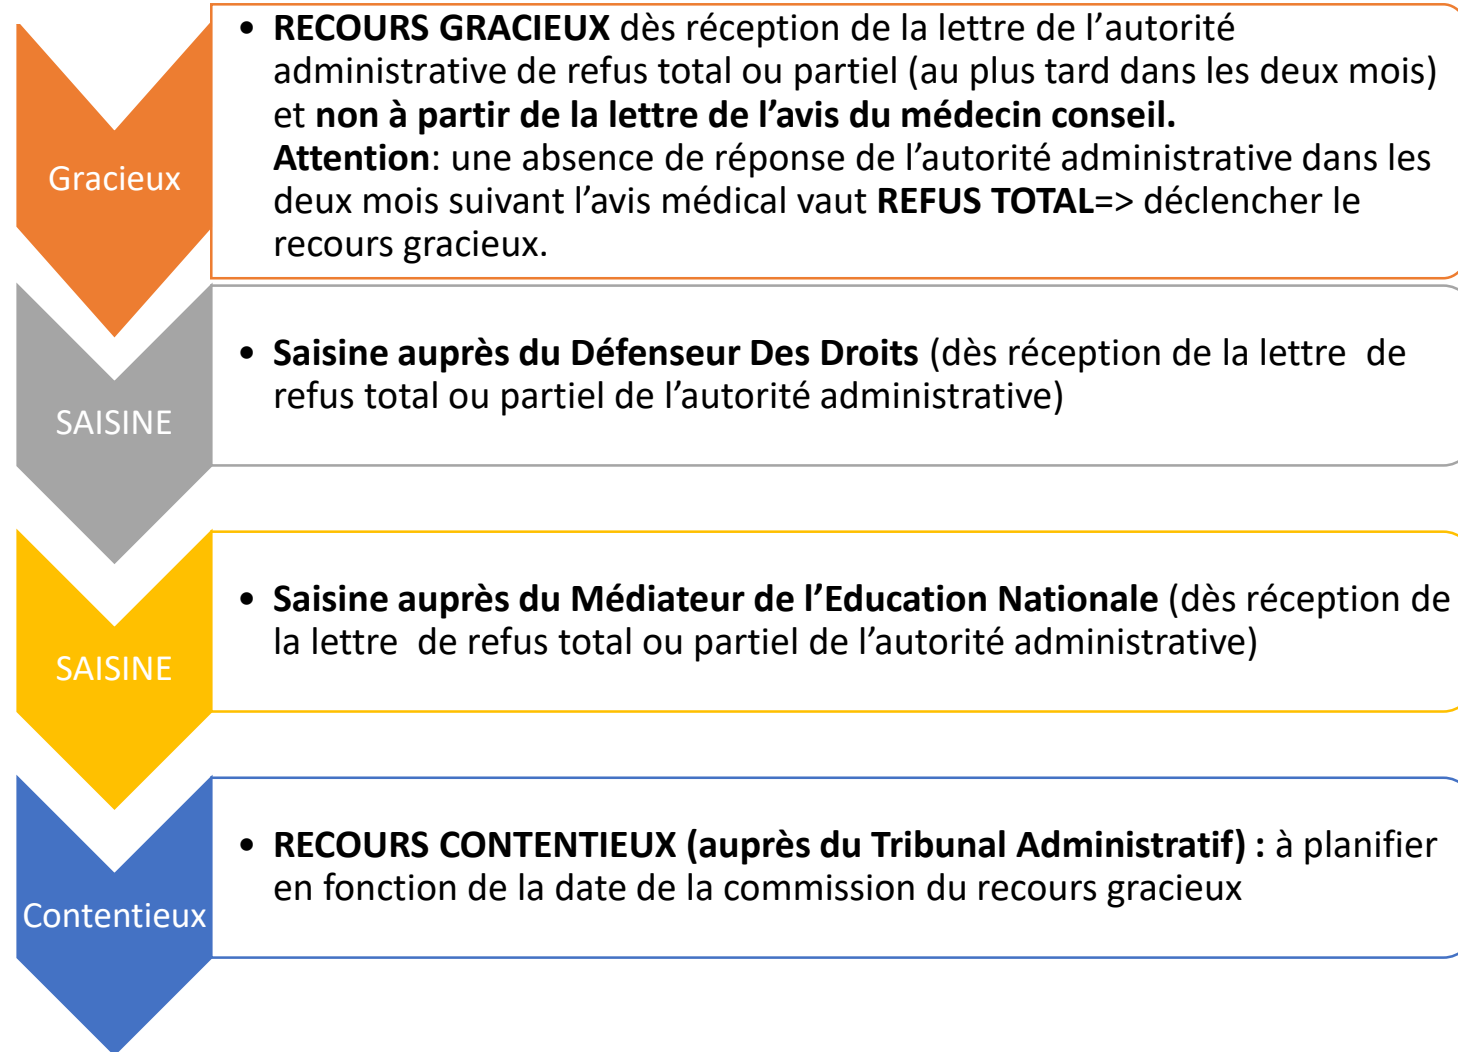 Gracieux
• RECOURS GRACIEUX dès réception de la lettre de l’autorité
administrative de refus total ou partiel (au plus tard dans les deux mois)
et non à partir de la lettre de l’avis du médecin conseil.
Attention: une absence de réponse de l’autorité administrative dans les
deux mois suivant l’avis médical vaut REFUS TOTAL=> déclencher le
recours gracieux.
SAISINE
• Saisine auprès du Défenseur Des Droits (dès réception de la lettre  de
refus total ou partiel de l’autorité administrative)
SAISINE
• Saisine auprès du Médiateur de l’Education Nationale (dès réception de
la lettre  de refus total ou partiel de l’autorité administrative)
Contentieux
• RECOURS CONTENTIEUX (auprès du Tribunal Administratif) : à planifier
en fonction de la date de la commission du recours gracieux